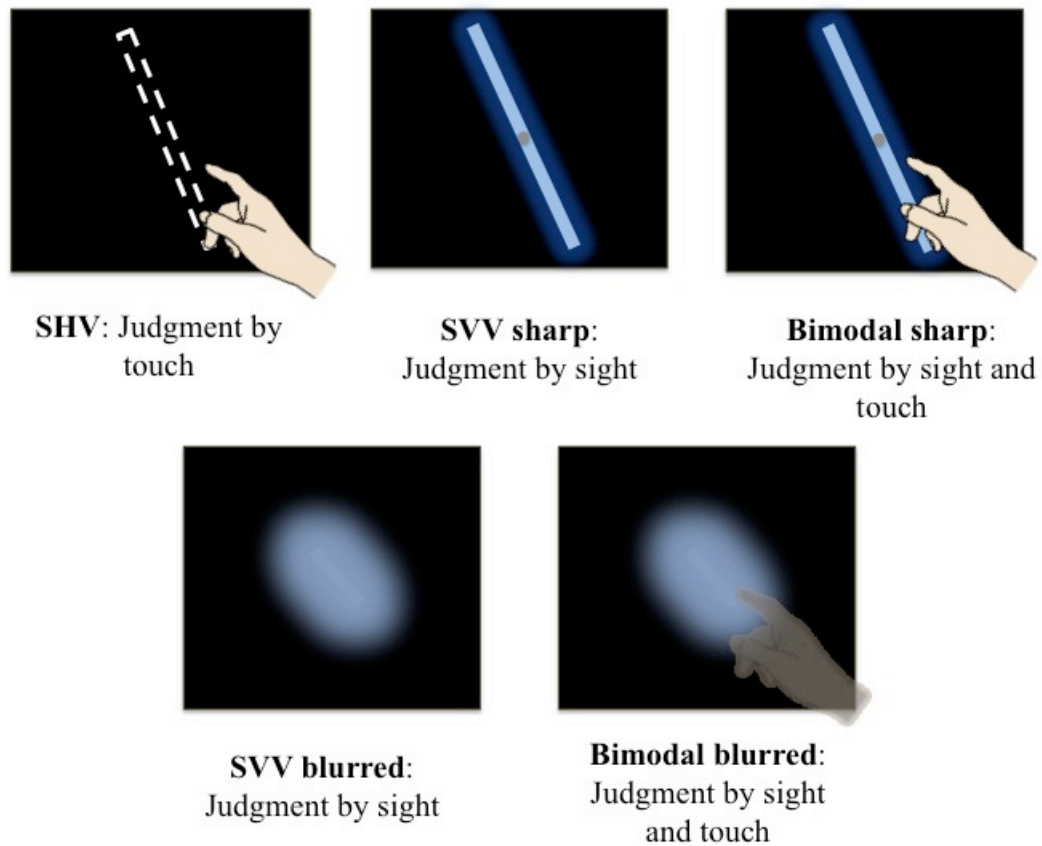 SHV: Judgment by
touch
SVV sharp:
Judgment by sight
Bimodal sharp:
Judgment by sight and
touch
SVV blurred:
Judgment by sight
Bimodal blurred:
Judgment by sight
and touch